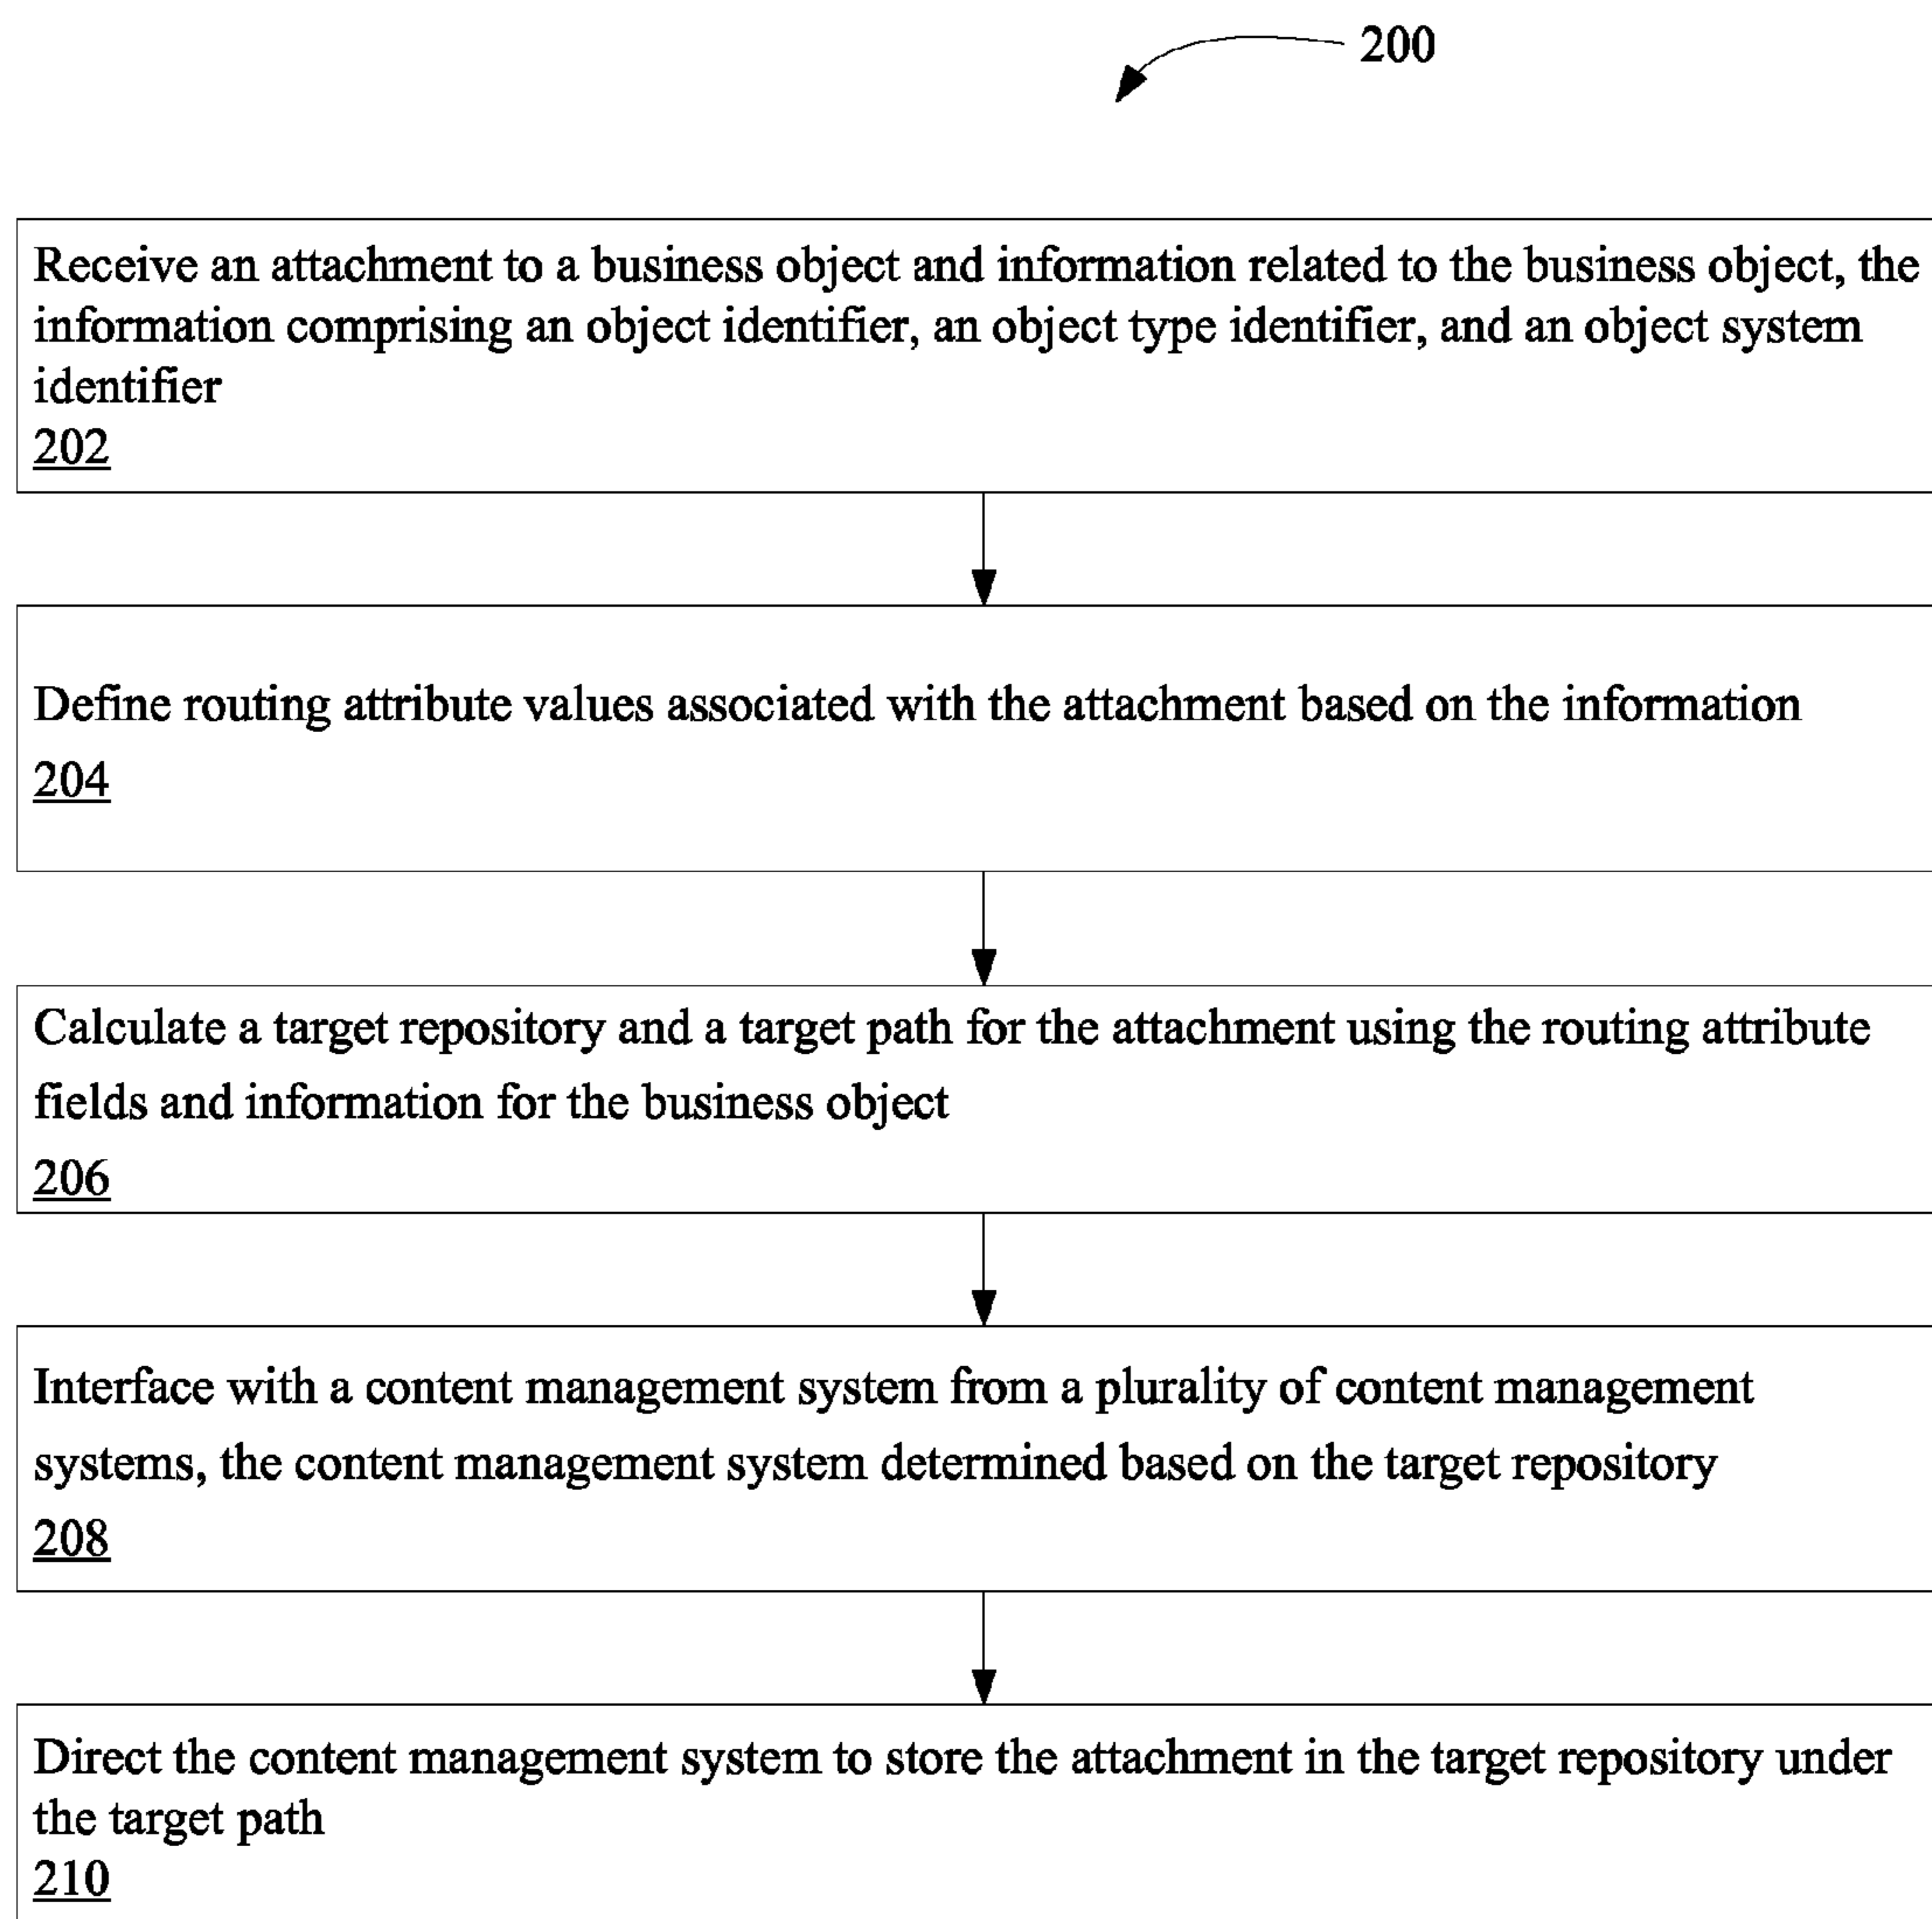 200
Receive an attachment to a business object and information related to the business object, the
information comprising an object identifier, an object type identifier, and an object system
identifier
202
Define routing attribute values associated with the attachment based on the information
204
Calculate a target repository and a target path for the attachment using the routing attribute
fields and information for the business object
206
Interface with a content management system from a plurality of content management
systems, the content management system determined based on the target repository
208
Direct the content management system to store the attachment in the target repository under
the target path
210